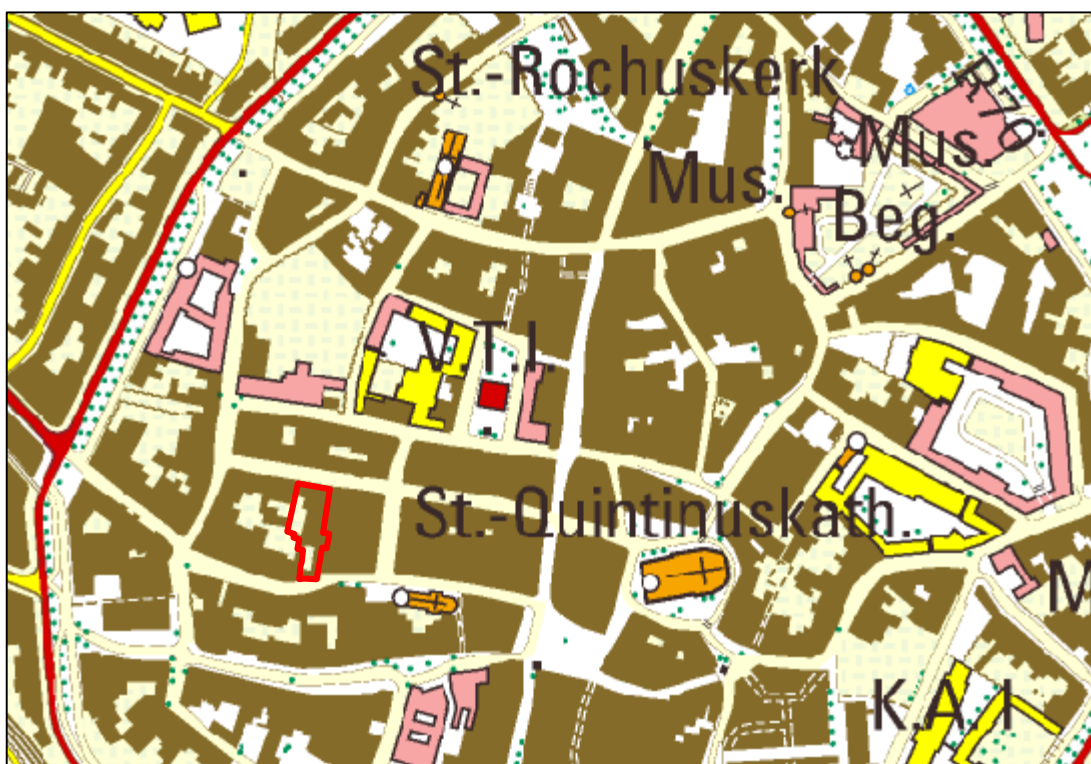 St.-Rochuskerk
R70.
Mus.
Mus.
Beg.
V.T.I.
St.-Quintinuskath.
M
K.A. I